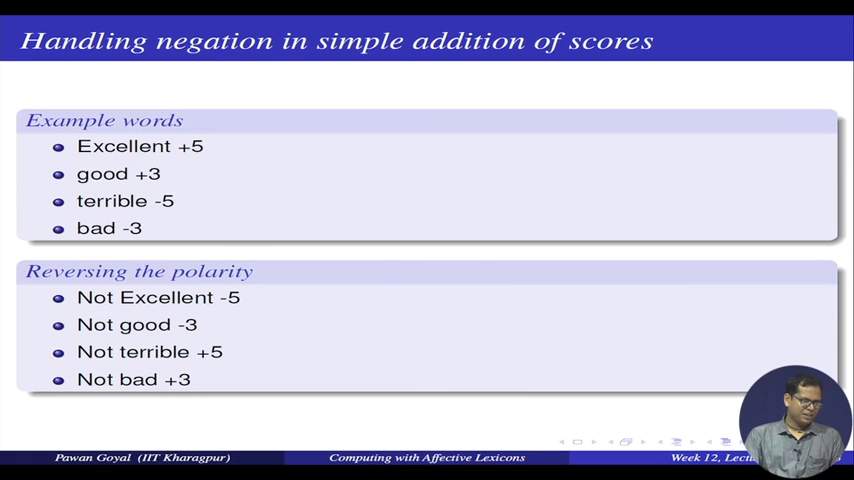 Handling negation in simple addition of scores
Example words
Excellent +5
good +3
terrible -5
bad -3
Reversing the polarity
Not Excellent -5
Not good -3
Not terrible +5
Not bad +3
Pawan Goyal (IIT Kharagpur) Computing with Affective Lexicons Week 12,